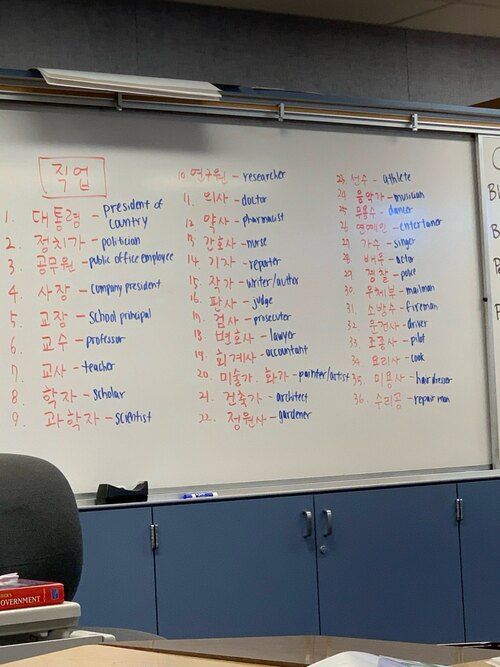 직업
1. 대통령 - president of country
2. 정치가 - politician
3. 공무원 - public office employee
4. 사장 - company president
5. 교장 - school principal
6. 교수 - professor
7. 교사 - teacher
8. 학자 - scholar
9. 과학자 - scientist
10. 연구원 - researcher
11. 의사 - doctor
12. 약사 - pharmacist
13. 간호사 - nurse
14. 기자 - reporter
15. 작가 - writer/author
16. 판사 - judge
17. 검사 - prosecuter
18. 변호사 - lawyer
19. 회계사 - accountant
20. 미술가. 화가 - painter/artist
21. 건축가 - architect
22. 정원사 - gardener
23. 선수 - athlete
24. 음악가 - musician
25. 무용수 - dancer
26. 연예인 - entertainer
27. 가수 - singer
28. 배우 - actor
29. 경찰 - police
30. 우체부 - mailman
31. 소방수 - fireman
32. 운전사 - driver
33. 조종사 - pilot
34. 요리사 - cook
35. 미용사 - hairdresser
36. 수리공 - repair man
OVERNMENT